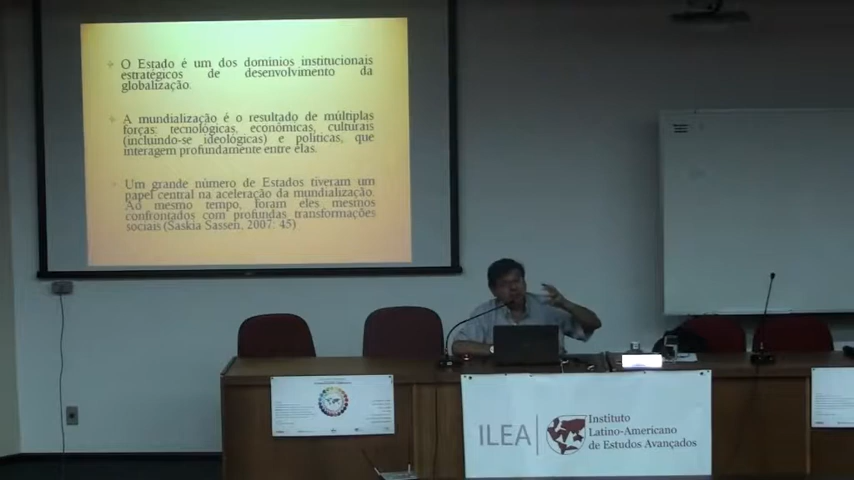 O Estado é um dos dominios institucionais
estratégicos de desenvolvimento da
globalização.
A mundialização é o resultado de múltiplas
forças: tecnológicas, econômicas, culturais
(incluindo-se ideológicas) e políticas, que
interagem profundamente entre elas.
Um grande número de Estados tiveram um
papel central na aceleração da mundialização.
Ao mesmo tempo, foram eles mesmos
confrontados com profundas transformações
sociais (Saskia Sassen, 2007: 45)
ILEA
Instituto
Latino-Americano
de Estudos Avançados